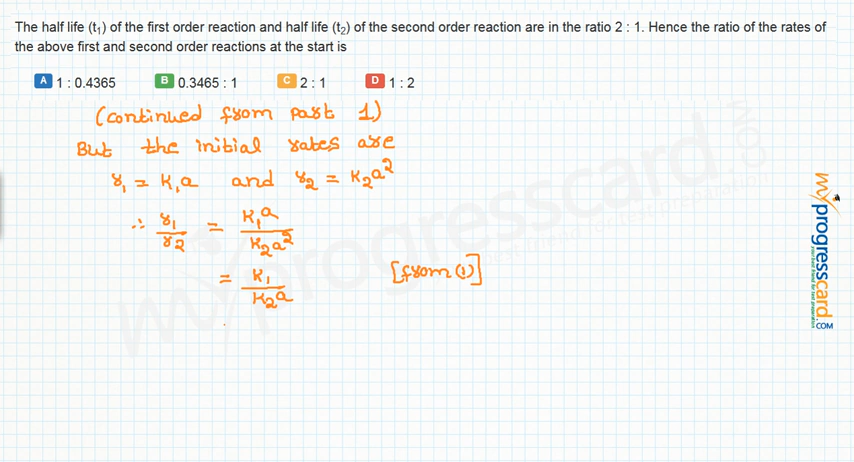 The half life (t₁) of the first order reaction and half life (t₂) of the second order reaction are in the ratio 2 : 1. Hence the ratio of the rates of
the above first and second order reactions at the start is
A 1 : 0.4365 B 0.3465 : 1 C 2 : 1 D 1 : 2
(continued from part 1)
But the initial rates are
r₁ = K₁a and r₂ = K₂a²
∴ r₁/r₂ = K₁a/K₂a²
= K₁/K₂a [from (1)]
myprogresscard
.COM